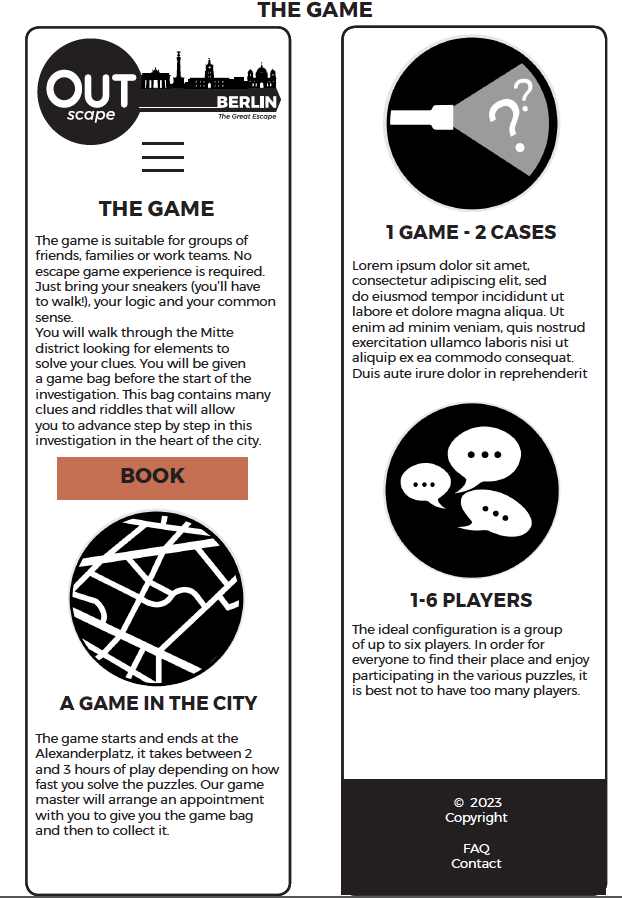 THE GAME
OUT
scape
BERLIN
The Great Escape
THE GAME
The game is suitable for groups of
friends, families or work teams. No
escape game experience is required.
Just bring your sneakers (you'll have
to walk!), your logic and your common
sense.
You will walk through the Mitte
district looking for elements to
solve your clues. You will be given
a game bag before the start of the
investigation. This bag contains many
clues and riddles that will allow
you to advance step by step in this
investigation in the heart of the city.
BOOK
A GAME IN THE CITY
The game starts and ends at the
Alexanderplatz, it takes between 2
and 3 hours of play depending on how
fast you solve the puzzles. Our game
master will arrange an appointment
with you to give you the game bag
and then to collect it.
? ?
1 GAME - 2 CASES
Lorem ipsum dolor sit amet,
consectetur adipiscing elit, sed
do eiusmod tempor incididunt ut
labore et dolore magna aliqua. Ut
enim ad minim veniam, quis nostrud
exercitation ullamco laboris nisi ut
aliquip ex ea commodo consequat.
Duis aute irure dolor in reprehenderit
1-6 PLAYERS
The ideal configuration is a group
of up to six players. In order for
everyone to find their place and enjoy
participating in the various puzzles, it
is best not to have too many players.
© 2023
Copyright
FAQ
Contact